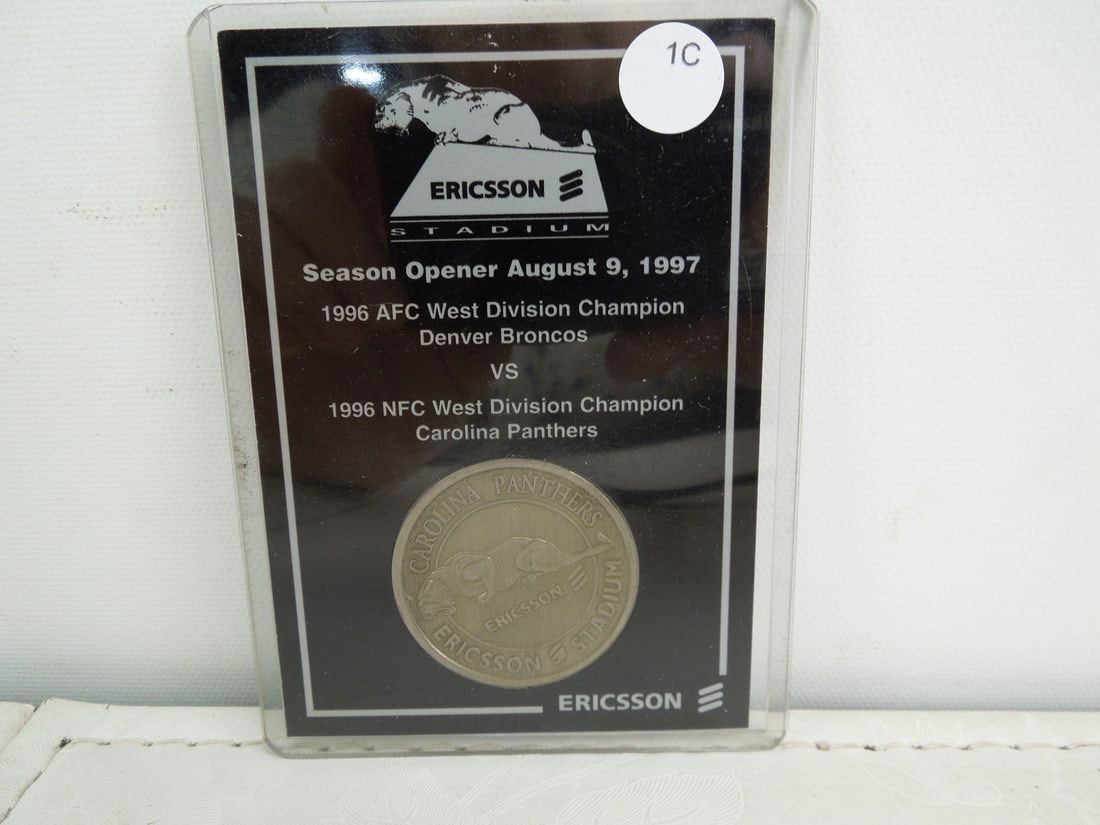 1C
ERICSSON
STADIUM
Season Opener August 9, 1997
1996 AFC West Division Champion
Denver Broncos
VS
1996 NFC West Division Champion
Carolina Panthers
CAROLINA PANTHERS
ERICSSON
ERICSSON STADIUM
ERICSSON